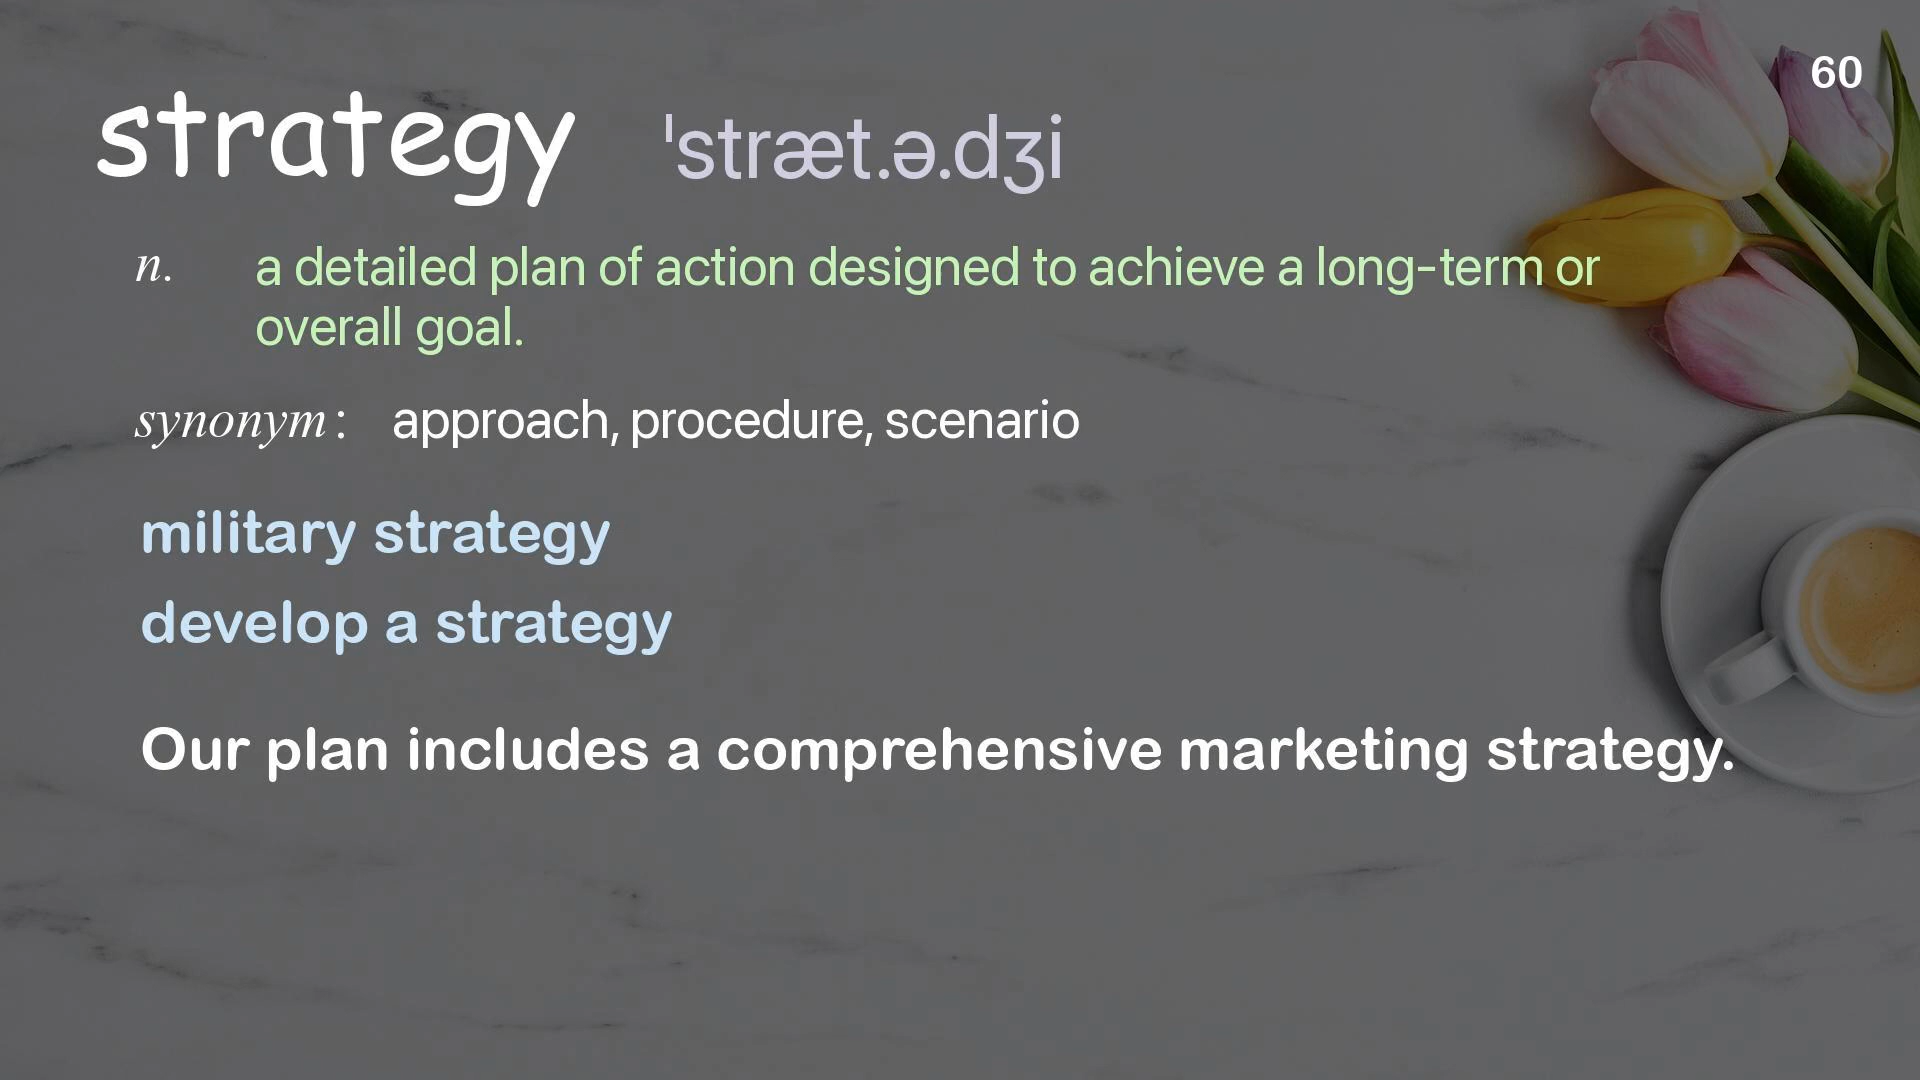 60
strategy ˈstræt.ə.dʒi
n. a detailed plan of action designed to achieve a long-term or
overall goal.
synonym : approach, procedure, scenario
military strategy
develop a strategy
Our plan includes a comprehensive marketing strategy.